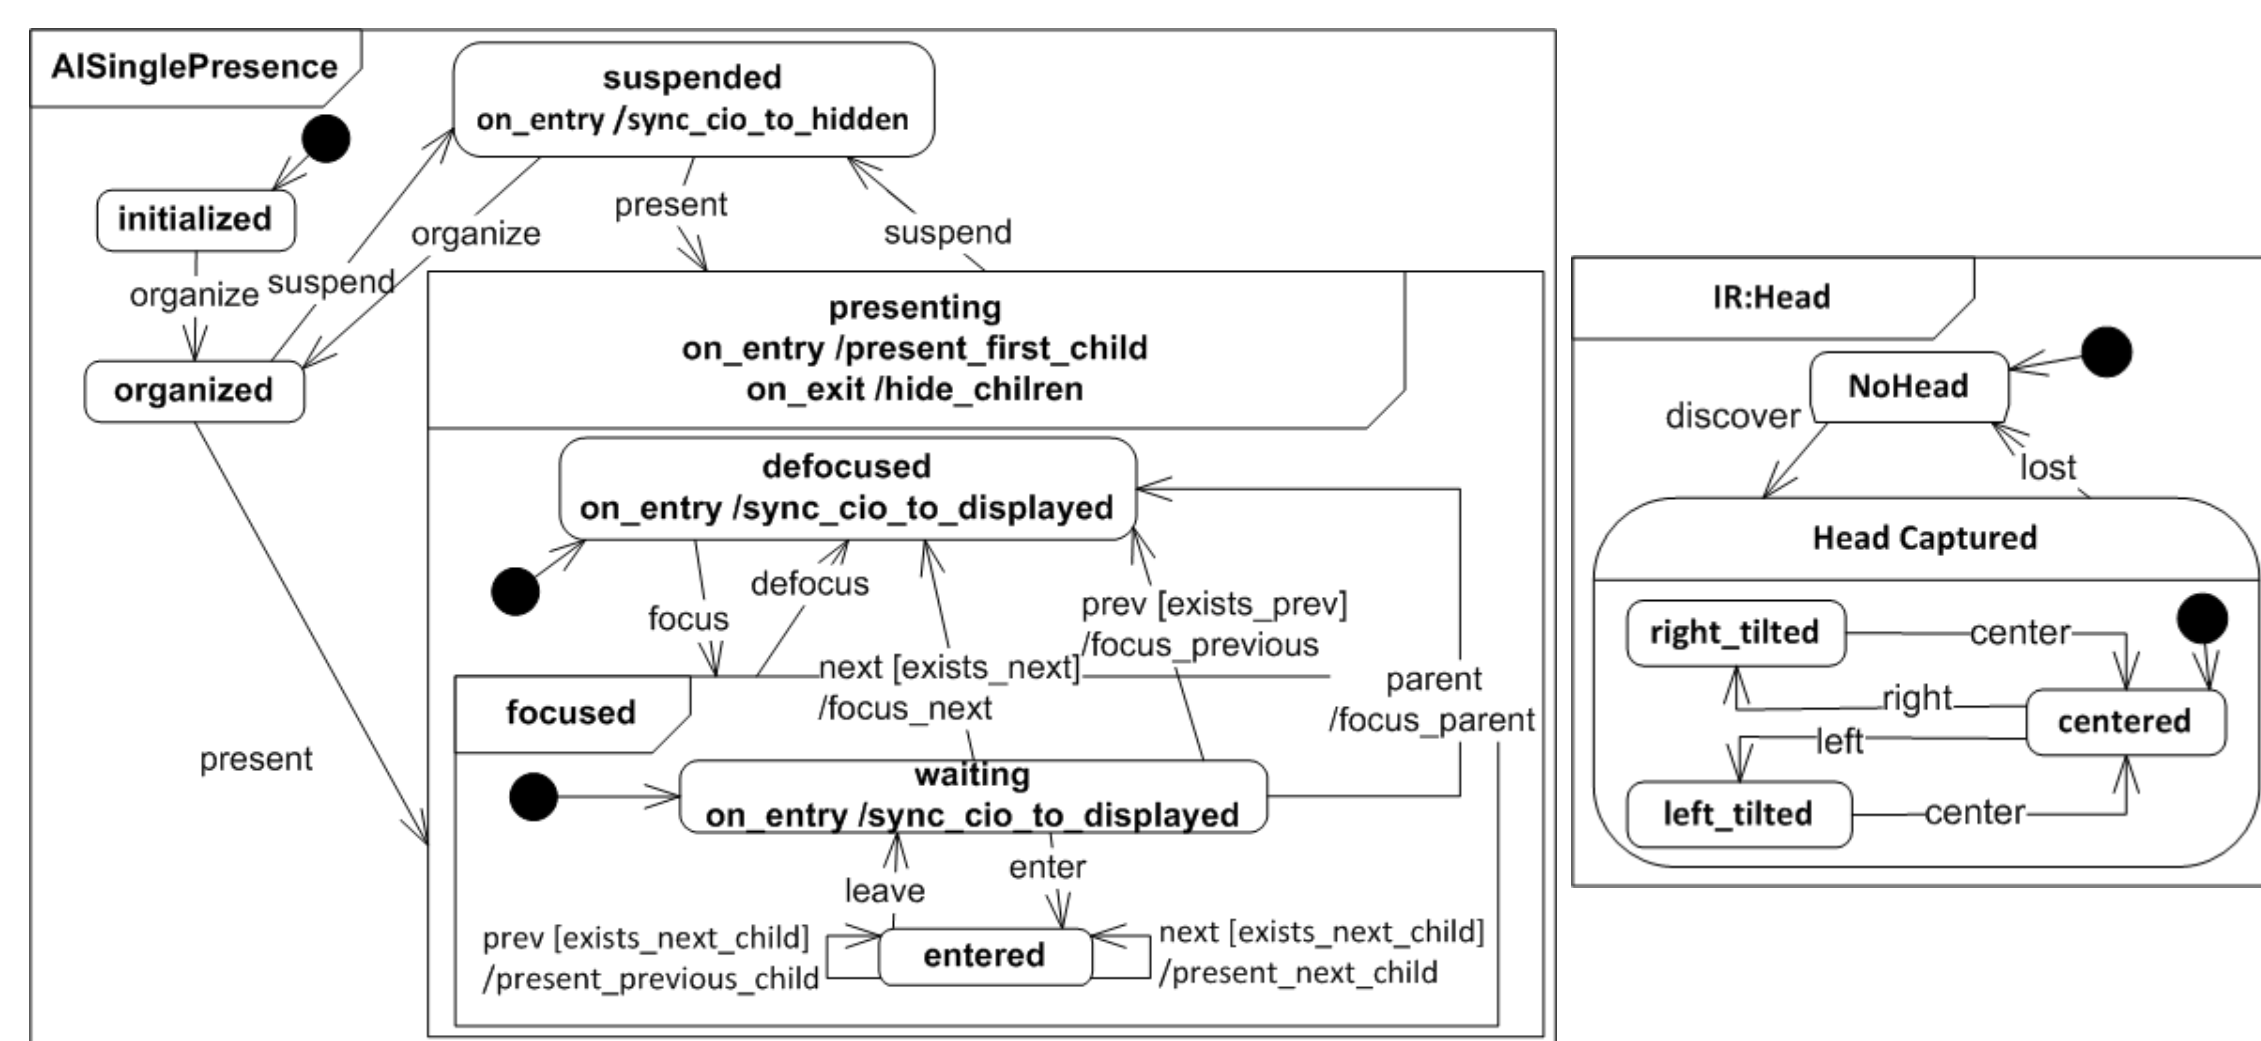 AISinglePresence
suspended
on_entry /sync_cio_to_hidden
initialized
organize
suspend
organize
present
suspend
organized
present
presenting
on_entry /present_first_child
on_exit /hide_chilren
defocused
on_entry /sync_cio_to_displayed
focus
defocus
next [exists_next]
/focus_next
prev [exists_prev]
/focus_previous
parent
/focus_parent
focused
waiting
on_entry /sync_cio_to_displayed
leave
enter
prev [exists_next_child]
/present_previous_child
entered
next [exists_next_child]
/present_next_child
IR:Head
NoHead
discover
lost
Head Captured
right_tilted
center
right
centered
left
left_tilted
center